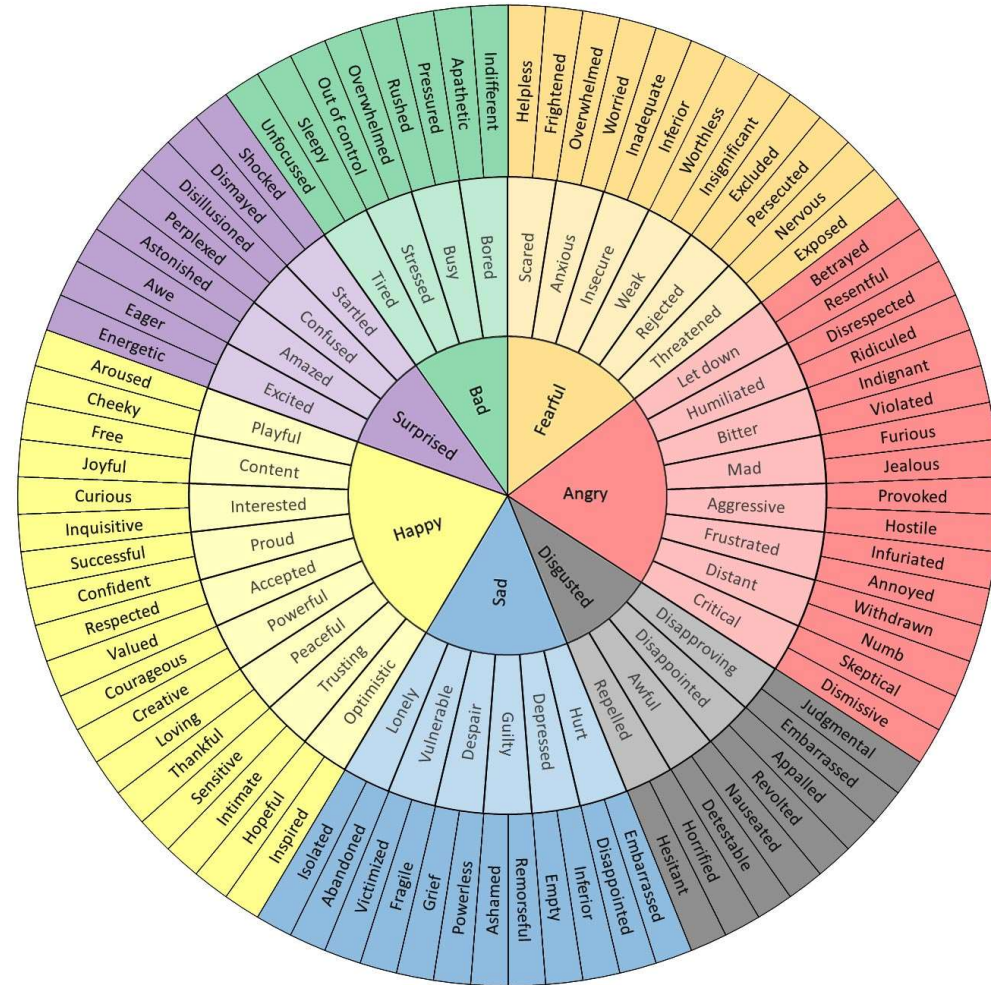 Fearful
Angry
Disgusted
Sad
Happy
Surprised
Bad
Scared
Anxious
Insecure
Weak
Rejected
Threatened
Let down
Humiliated
Bitter
Mad
Aggressive
Frustrated
Distant
Critical
Disapproving
Disappointed
Awful
Repelled
Hurt
Depressed
Guilty
Despair
Vulnerable
Lonely
Optimistic
Trusting
Peaceful
Powerful
Accepted
Proud
Interested
Content
Playful
Excited
Amazed
Confused
Startled
Tired
Stressed
Busy
Bored
Helpless
Frightened
Overwhelmed
Worried
Inadequate
Inferior
Worthless
Insignificant
Excluded
Persecuted
Nervous
Exposed
Betrayed
Resentful
Disrespected
Ridiculed
Indignant
Violated
Furious
Jealous
Provoked
Hostile
Infuriated
Annoyed
Withdrawn
Numb
Skeptical
Dismissive
Judgmental
Embarrassed
Appalled
Revolted
Nauseated
Detestable
Horrified
Hesitant
Embarrassed
Disappointed
Inferior
Empty
Remorseful
Ashamed
Powerless
Grief
Fragile
Victimized
Abandoned
Isolated
Inspired
Hopeful
Intimate
Sensitive
Thankful
Loving
Creative
Courageous
Valued
Respected
Confident
Successful
Inquisitive
Curious
Joyful
Free
Cheeky
Aroused
Energetic
Eager
Awe
Astonished
Perplexed
Disillusioned
Dismayed
Shocked
Unfocussed
Sleepy
Out of control
Overwhelmed
Rushed
Pressured
Apathetic
Indifferent